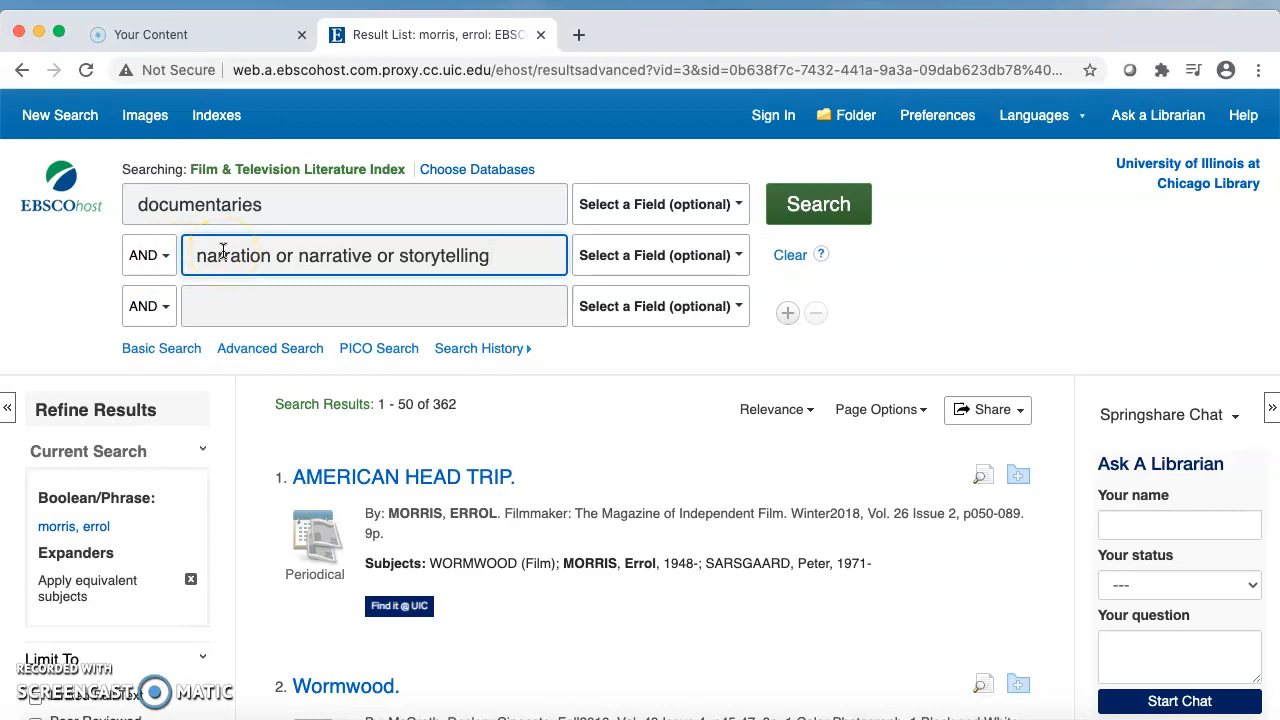 Your Content
Result List: morris, errol: EBSC
Not Secure
web.a.ebscohost.com.proxy.cc.uic.edu/ehost/resultsadvanced?vid=3&sid=0b638f7c-7432-441a-9a3a-09dab623db78%40...
New Search Images Indexes Sign In Folder Preferences Languages Ask a Librarian Help
Searching: Film & Television Literature Index Choose Databases
University of Illinois at
Chicago Library
EBSCOhost
documentaries Select a Field (optional) Search
AND narration or narrative or storytelling Select a Field (optional) Clear ?
AND Select a Field (optional)
Basic Search Advanced Search PICO Search Search History
Refine Results
Current Search
Boolean/Phrase:
morris, errol
Expanders
Apply equivalent
subjects
Limit To
Search Results: 1 - 50 of 362
Relevance Page Options Share
1. AMERICAN HEAD TRIP.
By: MORRIS, ERROL. Filmmaker: The Magazine of Independent Film. Winter2018, Vol. 26 Issue 2, p050-089.
9p.
Periodical
Subjects: WORMWOOD (Film); MORRIS, Errol, 1948-; SARSGAARD, Peter, 1971-
Find it @ UIC
2. Wormwood.
Springshare Chat
Ask A Librarian
Your name
Your status
---
Your question
Start Chat
RECORDED WITH
SCREENCAST MATIC